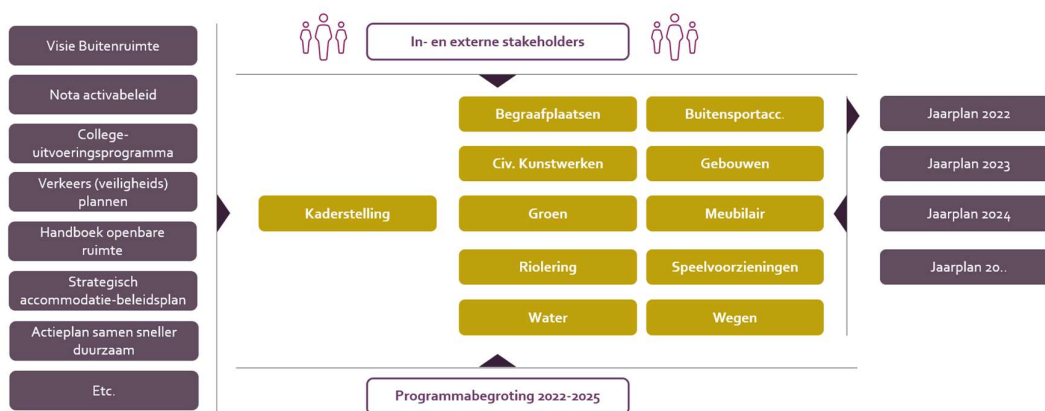 Visie Buitenruimte
Nota activabeleid
College-
uitvoeringsprogramma
Verkeers (veiligheids)
plannen
Handboek openbare
ruimte
Strategisch
accommodatie-beleidsplan
Actieplan samen sneller
duurzaam
Etc.
In- en externe stakeholders
Kaderstelling
Begraafplaatsen
Buitensportacc.
Civ. Kunstwerken
Gebouwen
Groen
Meubilair
Riolering
Speelvoorzieningen
Water
Wegen
Programmabegroting 2022-2025
Jaarplan 2022
Jaarplan 2023
Jaarplan 2024
Jaarplan 20..